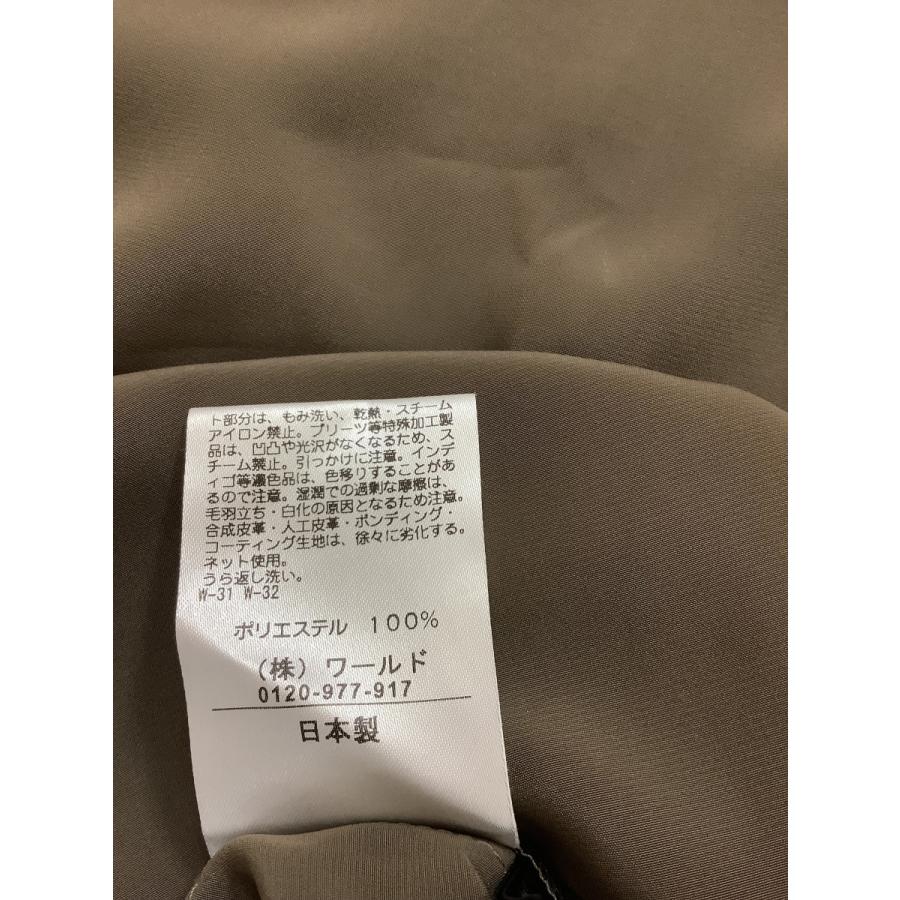 ト部分は、もみ洗い、乾熱・スチーム
アイロン禁止。プリーツ等特殊加工製
品は、凹凸や光沢がなくなるため、ス
チーム禁止。引っかけに注意。インデ
ィゴ等濃色品は、色移りすることがあ
るので注意。湿潤での過剰な摩擦は、
毛羽立ち・白化の原因となるため注意。
合成皮革・人工皮革・ボンディング・
コーティング生地は、徐々に劣化する。
ネット使用。
うら返し洗い。
W-31 W-32
ポリエステル 100%
(株) ワールド
0120-977-917
日本製